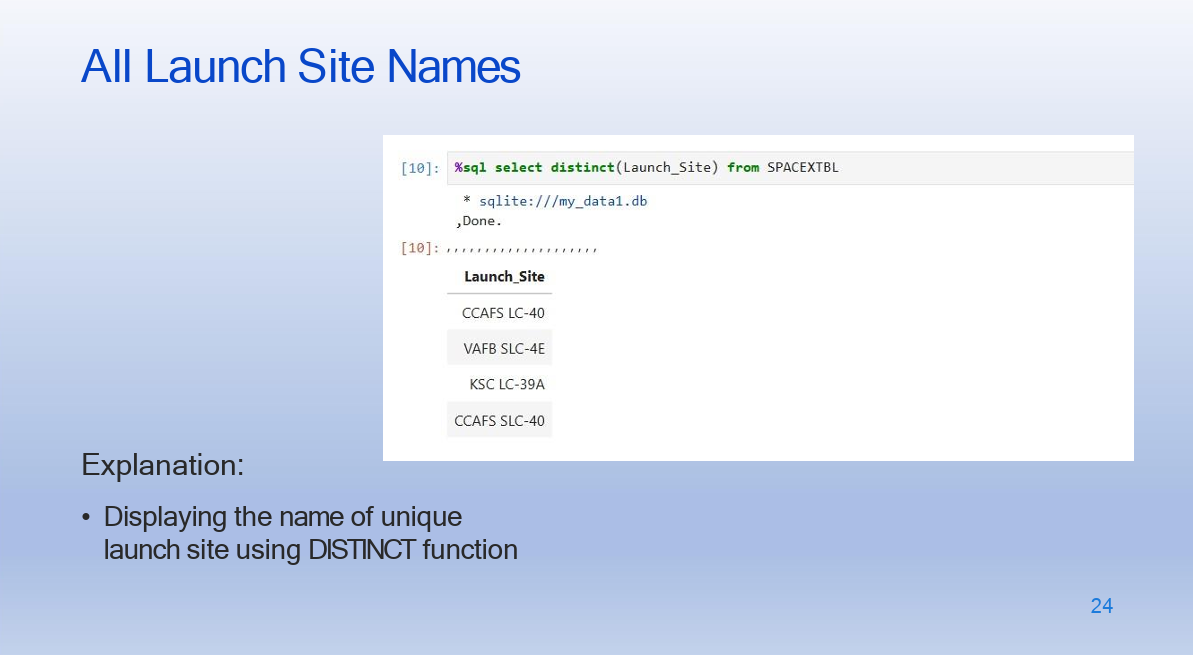 All Launch Site Names
[10]: %sql select distinct(Launch_Site) from SPACEXTBL
* sqlite:///my_data1.db
,Done.
[10]: ,,,,,,,,,,,,,,,,,,,,
Launch_Site
CCAFS LC-40
VAFB SLC-4E
KSC LC-39A
CCAFS SLC-40
Explanation:
• Displaying the name of unique
launch site using DISTINCT function
24